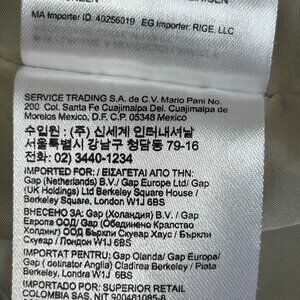 MA Importer ID: 40256019 EG Importer: RIGE, LLC
SERVICE TRADING S.A. de C.V. Mario Pani No.
200 Col. Santa Fe Cuajimalpa Del. Cuajimalpa de
Morelos Mexico, D.F. C.P. 05348 Mexico
수입원 : (주) 신세계 인터내셔날
서울특별시 강남구 청담동 79-16
전화: 02) 3440-1234
IMPORTED FOR: / ΕΙΣΑΓΕΤΑΙ ΑΠΟ ΤΗΝ:
Gap (Netherlands) B.V./ Gap Europe Ltd/ Gap
(UK Holdings) Ltd Berkeley Square House /
Berkeley Square, London W1J 6BS
ВНЕСЕНО ЗА: Gap (Холандия) B.V. / Gap
Европа ООД/ Gap (Обединено Кралство
Холдингс) ООД Бъркли Скуеър Хаус / Бъркли
Скуеър / Лондон W1J 6BS
IMPORTAT PENTRU: Gap Olanda/ Gap Europa/
Gap ( detinator Anglia) Cladirea Berkeley / Piata
Berkeley, Londra W1J 6BS
IMPORTADO POR: SUPERIOR RETAIL
COLOMBIA SAS, NIT 900481085-8